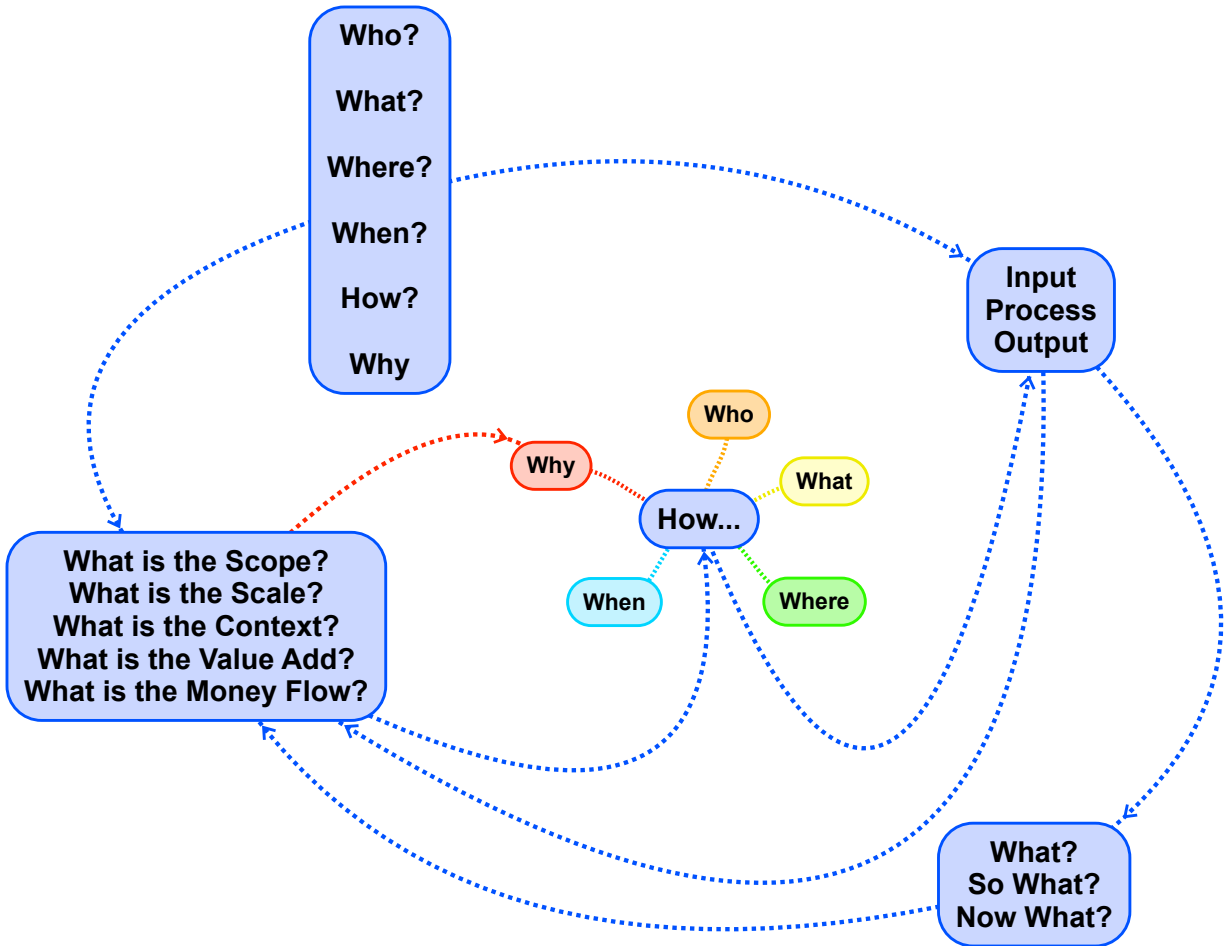 Who?
What?
Where?
When?
How?
Why
Input
Process
Output
Who
Why
What
How...
When
Where
What is the Scope?
What is the Scale?
What is the Context?
What is the Value Add?
What is the Money Flow?
What?
So What?
Now What?